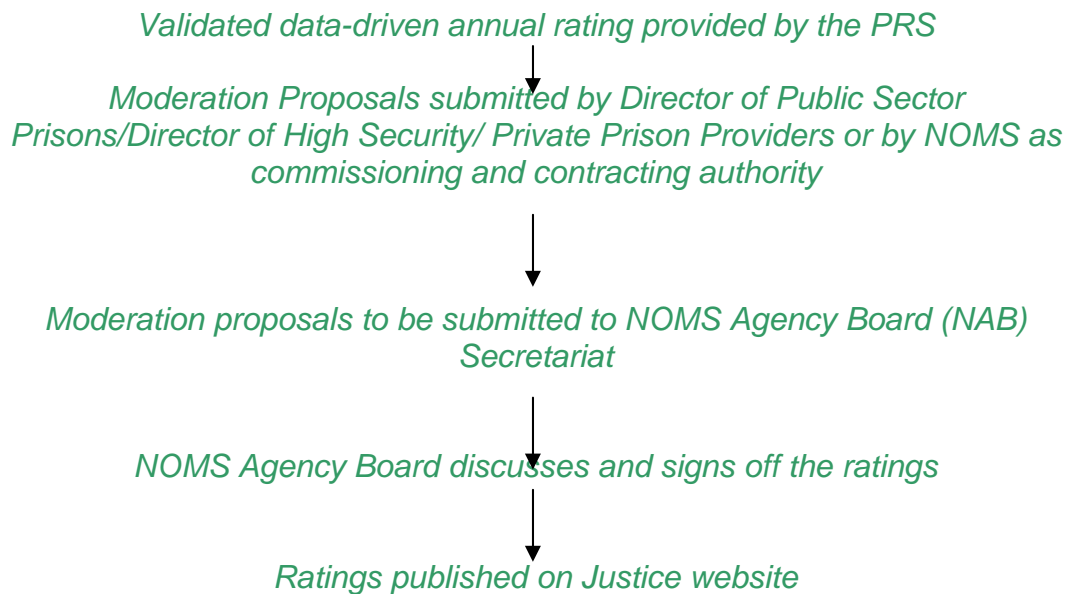 Validated data-driven annual rating provided by the PRS
Moderation Proposals submitted by Director of Public Sector
Prisons/Director of High Security/ Private Prison Providers or by NOMS as
commissioning and contracting authority
Moderation proposals to be submitted to NOMS Agency Board (NAB)
Secretariat
NOMS Agency Board discusses and signs off the ratings
Ratings published on Justice website